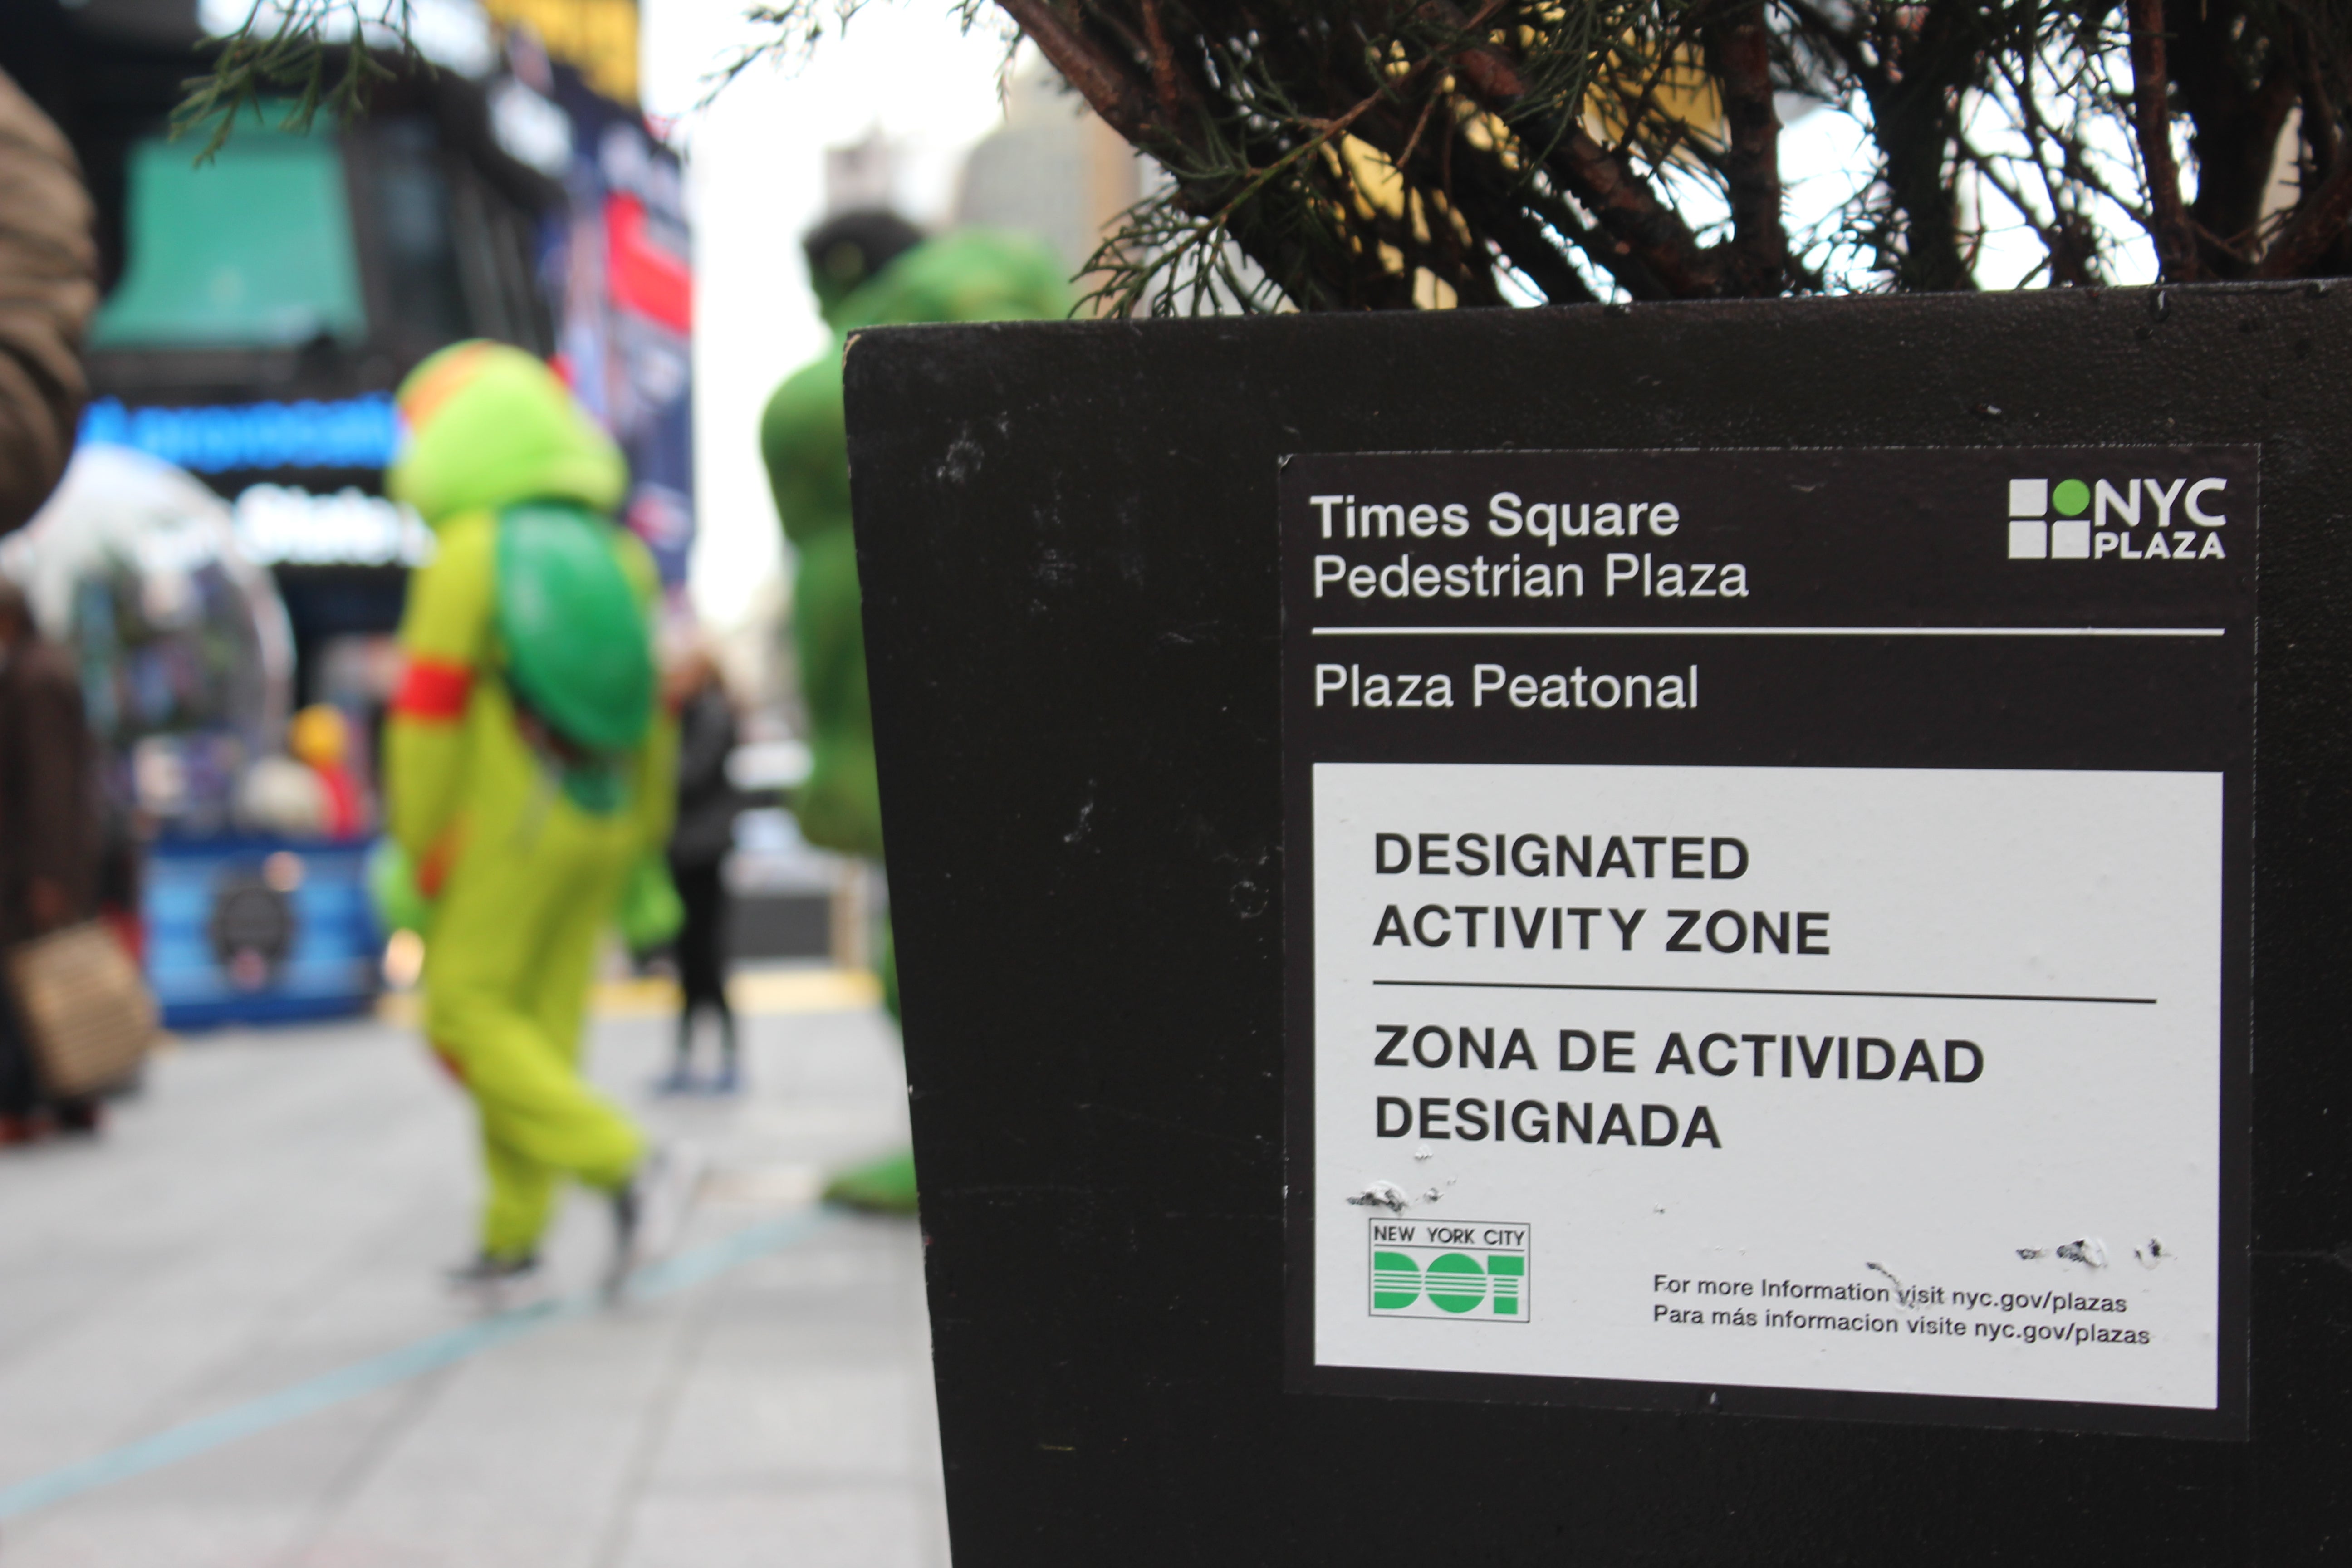 Times Square
Pedestrian Plaza
NYC
PLAZA
Plaza Peatonal
DESIGNATED
ACTIVITY ZONE
ZONA DE ACTIVIDAD
DESIGNADA
NEW YORK CITY
DOT
For more Information visit nyc.gov/plazas
Para más informacion visite nyc.gov/plazas